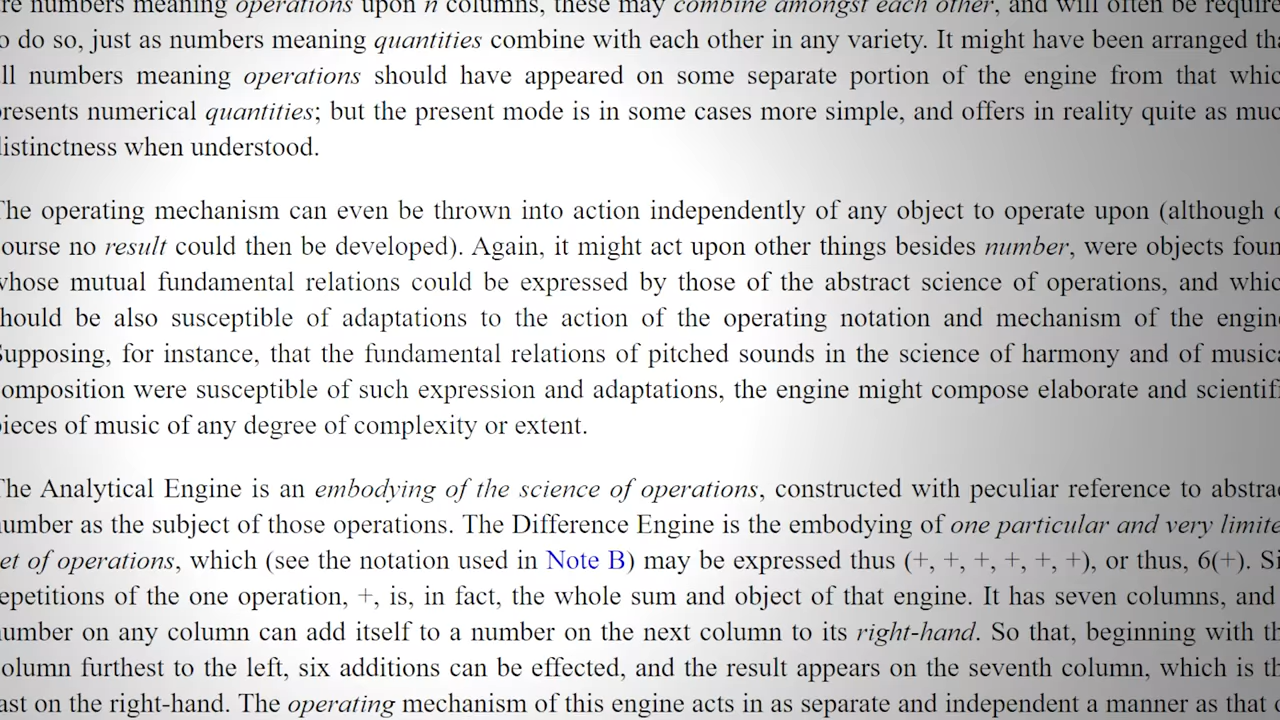 re numbers meaning operations upon n columns, these may combine amongst each other, and will often be require
o do so, just as numbers meaning quantities combine with each other in any variety. It might have been arranged tha
ll numbers meaning operations should have appeared on some separate portion of the engine from that whic
resents numerical quantities; but the present mode is in some cases more simple, and offers in reality quite as muc
istinctness when understood.
The operating mechanism can even be thrown into action independently of any object to operate upon (although o
ourse no result could then be developed). Again, it might act upon other things besides number, were objects foun
whose mutual fundamental relations could be expressed by those of the abstract science of operations, and whic
hould be also susceptible of adaptations to the action of the operating notation and mechanism of the engine
Supposing, for instance, that the fundamental relations of pitched sounds in the science of harmony and of musica
omposition were susceptible of such expression and adaptations, the engine might compose elaborate and scientifi
ieces of music of any degree of complexity or extent.
The Analytical Engine is an embodying of the science of operations, constructed with peculiar reference to abstrac
number as the subject of those operations. The Difference Engine is the embodying of one particular and very limite
et of operations, which (see the notation used in Note B) may be expressed thus (+, +, +, +, +, +), or thus, 6(+). Si
epetitions of the one operation, +, is, in fact, the whole sum and object of that engine. It has seven columns, and
number on any column can add itself to a number on the next column to its right-hand. So that, beginning with th
olumn furthest to the left, six additions can be effected, and the result appears on the seventh column, which is th
ast on the right-hand. The operating mechanism of this engine acts in as separate and independent a manner as that o